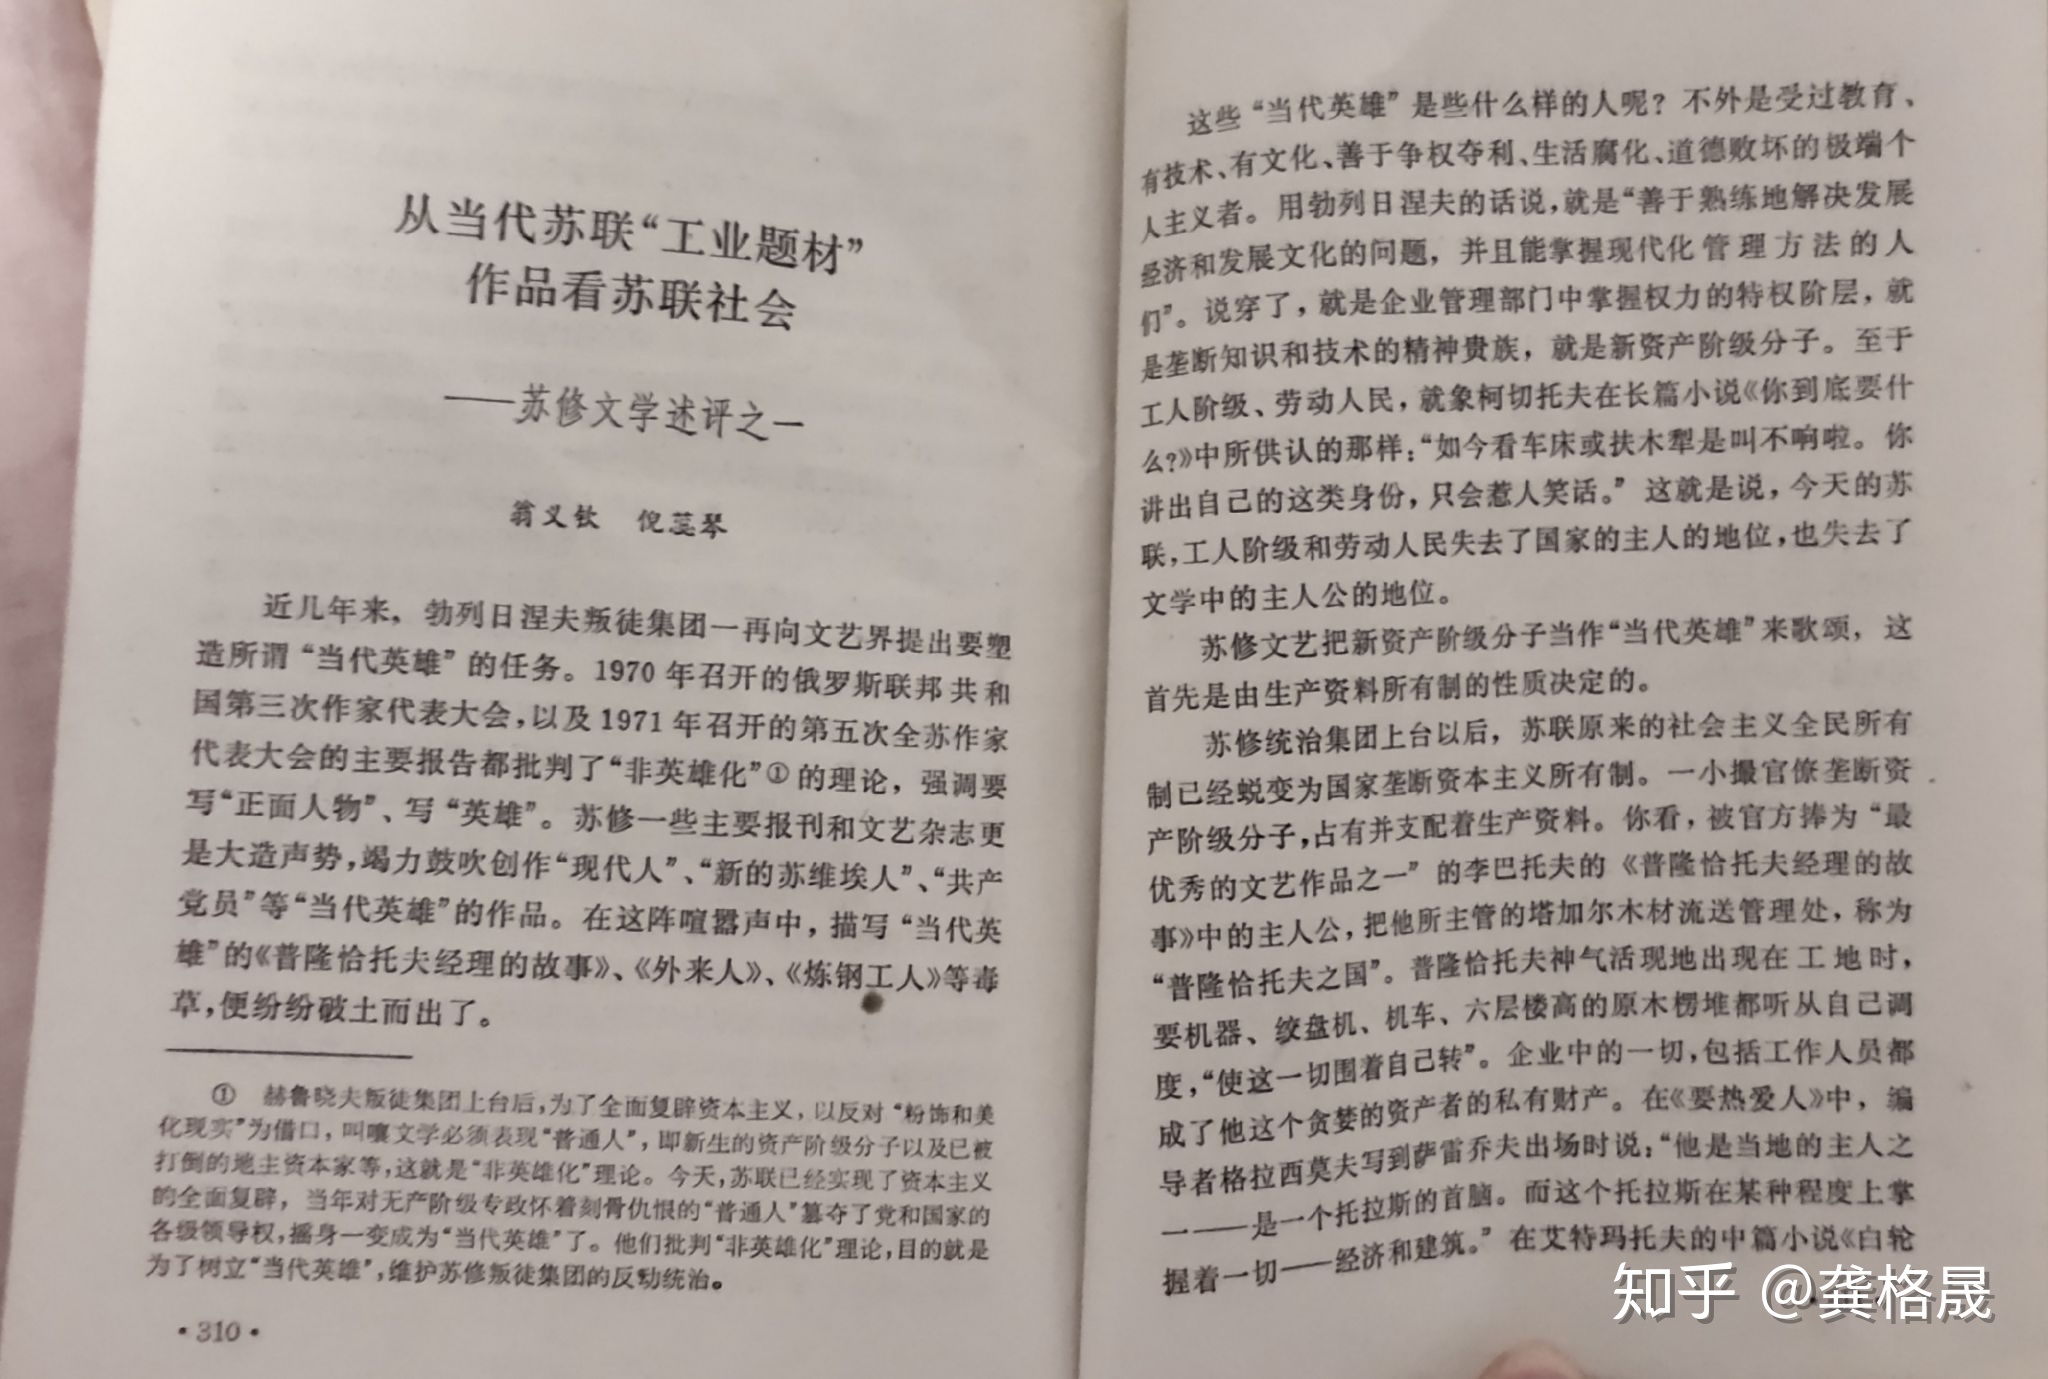 从当代苏联“工业题材”
作品看苏联社会
——苏修文学述评之一
翁义钦 倪蕊琴
近几年来，勃列日涅夫叛徒集团一再向文艺界提出要塑
造所谓“当代英雄”的任务。1970年召开的俄罗斯联邦共和
国第三次作家代表大会，以及1971年召开的第五次全苏作家
代表大会的主要报告都批判了“非英雄化”①的理论，强调要
写“正面人物”、写“英雄”。苏修一些主要报刊和文艺杂志更
是大造声势，竭力鼓吹创作“现代人”、“新的苏维埃人”、“共产
党员”等“当代英雄”的作品。在这阵喧嚣声中，描写“当代英
雄”的《普隆恰托夫经理的故事》、《外来人》、《炼钢工人》等毒
草，便纷纷破土而出了。
① 赫鲁晓夫叛徒集团上台后，为了全面复辟资本主义，以反对“粉饰和美
化现实”为借口，叫嚷文学必须表现“普通人”，即新生的资产阶级分子以及已被
打倒的地主资本家等，这就是“非英雄化”理论。今天，苏联已经实现了资本主义
的全面复辟，当年对无产阶级专政怀着刻骨仇恨的“普通人”篡夺了党和国家的
各级领导权，摇身一变成为“当代英雄”了。他们批判“非英雄化”理论，目的就是
为了树立“当代英雄”，维护苏修叛徒集团的反动统治。
·310·
这些“当代英雄”是些什么样的人呢？不外是受过教育、
有技术、有文化、善于争权夺利、生活腐化、道德败坏的极端个
人主义者。用勃列日涅夫的话说，就是“善于熟练地解决发展
经济和发展文化的问题，并且能掌握现代化管理方法的人
们”。说穿了，就是企业管理部门中掌握权力的特权阶层，就
是垄断知识和技术的精神贵族，就是新资产阶级分子。至于
工人阶级、劳动人民，就象柯切托夫在长篇小说《你到底要什
么？》中所供认的那样：“如今看车床或扶木犁是叫不响啦。你
讲出自己的这类身份，只会惹人笑话。”这就是说，今天的苏
联，工人阶级和劳动人民失去了国家的主人的地位，也失去了
文学中的主人公的地位。
苏修文艺把新资产阶级分子当作“当代英雄”来歌颂，这
首先是由生产资料所有制的性质决定的。
苏修统治集团上台以后，苏联原来的社会主义全民所有
制已经蜕变为国家垄断资本主义所有制。一小撮官僚垄断资
产阶级分子，占有并支配着生产资料。你看，被官方捧为“最
优秀的文艺作品之一”的李巴托夫的《普隆恰托夫经理的故
事》中的主人公，把他所主管的塔加尔木材流送管理处，称为
“普隆恰托夫之国”。普隆恰托夫神气活现地出现在工地时，
要机器、绞盘机、机车、六层楼高的原木楞堆都听从自己调
度，“使这一切围着自己转”。企业中的一切，包括工作人员都
成了他这个贪婪的资产者的私有财产。在《要热爱人》中，编
导者格拉西莫夫写到萨雷乔夫出场时说：“他是当地的主人之
一——是一个托拉斯的首脑。而这个托拉斯在某种程度上掌
握着一切——经济和建筑。”在艾特玛托夫的中篇小说《白轮
知乎 @龚格晟